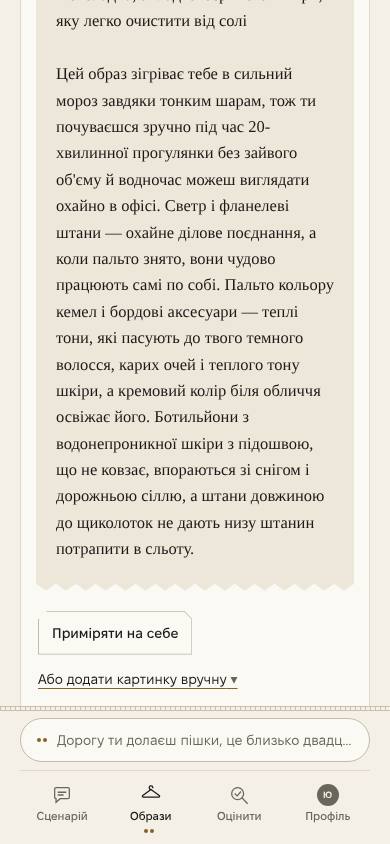 яку легко очистити від солі
Цей образ зігріває тебе в сильний
мороз завдяки тонким шарам, тож ти
почуваєшся зручно під час 20-
хвилинної прогулянки без зайвого
об'єму й водночас можеш виглядати
охайно в офісі. Светр і фланелеві
штани — охайне ділове поєднання, а
коли пальто знято, вони чудово
працюють самі по собі. Пальто кольору
кемел і бордові аксесуари — теплі
тони, які пасують до твого темного
волосся, карих очей і теплого тону
шкіри, а кремовий колір біля обличчя
освіжає його. Ботильйони з
водонепроникної шкіри з підошвою,
що не ковзає, впораються зі снігом і
дорожньою сіллю, а штани довжиною
до щиколоток не дають низу штанин
потрапити в сльоту.
Приміряти на себе
Або додати картинку вручну ▾
Дорогу ти долаєш пішки, це близько двадц...
Сценарій
Образи
Оцінити
Ю
Профіль